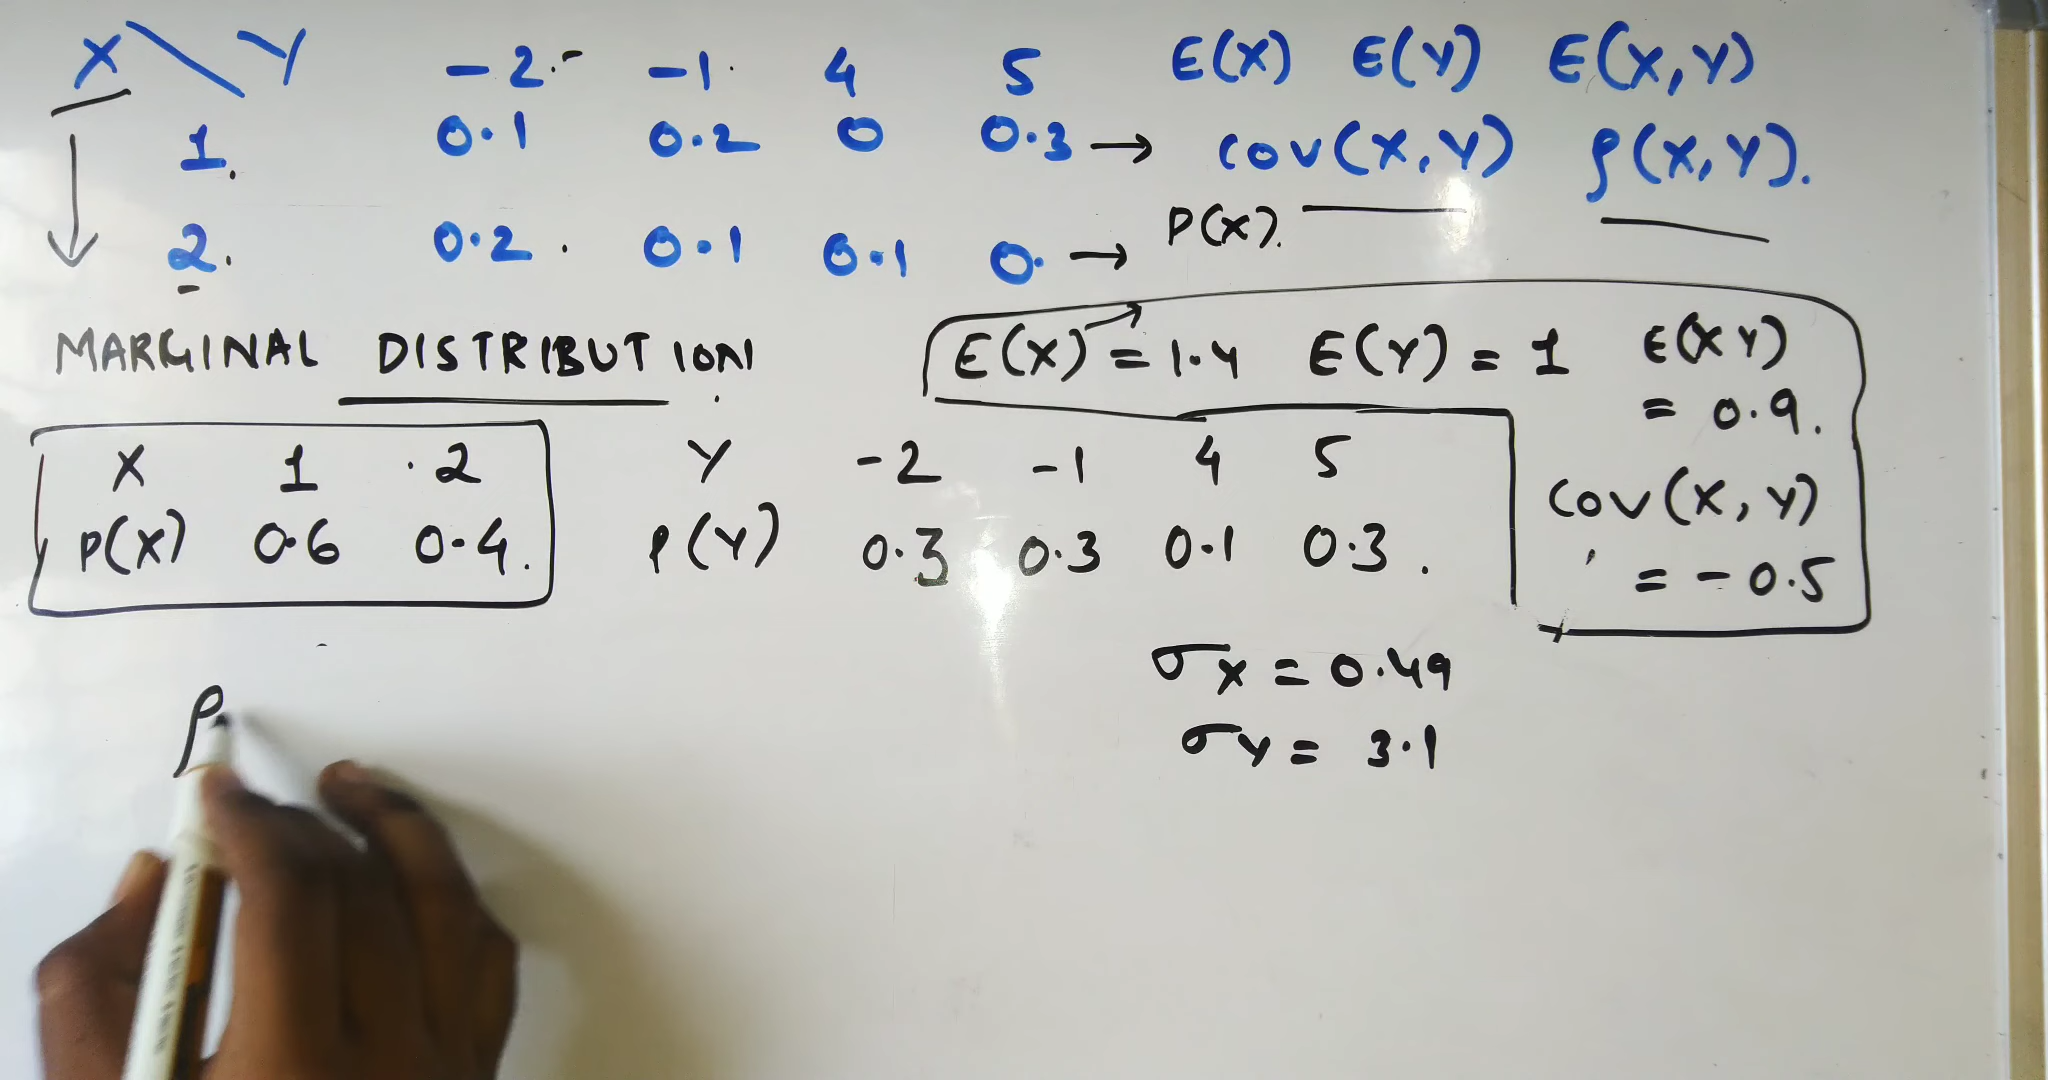 X \ Y -2 -1 4 5 E(X) E(Y) E(X,Y)
1. 0.1 0.2 0 0.3 → COV(X,Y) ρ(X,Y).
2. 0.2 0.1 0.1 0. → P(X).
MARGINAL DISTRIBUTION
E(X) = 1.4 E(Y) = 1 E(XY)
= 0.9.
COV(X,Y)
= -0.5
X 1 2
P(X) 0.6 0.4.
Y -2 -1 4 5
P(Y) 0.3 0.3 0.1 0.3.
σx = 0.49
σy = 3.1
ρ